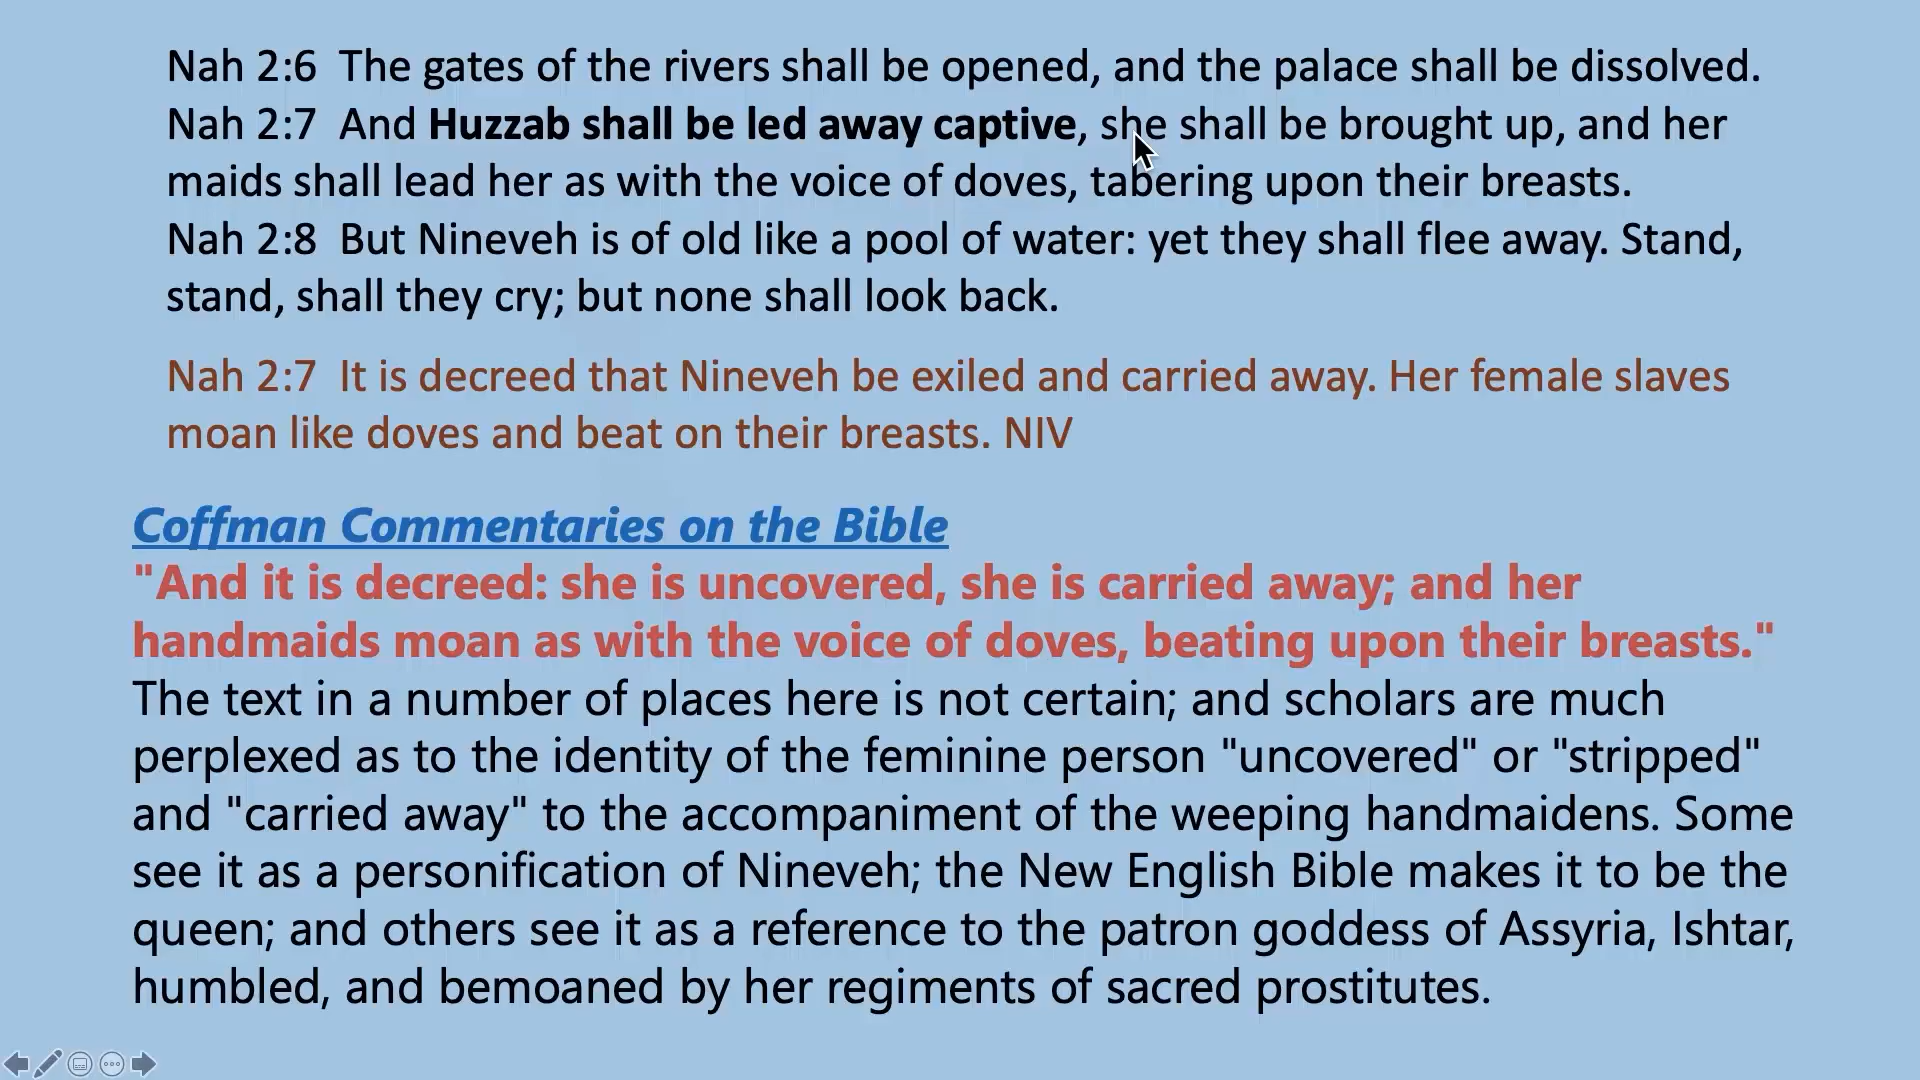 Nah 2:6  The gates of the rivers shall be opened, and the palace shall be dissolved.
Nah 2:7  And Huzzab shall be led away captive, she shall be brought up, and her
maids shall lead her as with the voice of doves, tabering upon their breasts.
Nah 2:8  But Nineveh is of old like a pool of water: yet they shall flee away. Stand,
stand, shall they cry; but none shall look back.
Nah 2:7  It is decreed that Nineveh be exiled and carried away. Her female slaves
moan like doves and beat on their breasts. NIV
Coffman Commentaries on the Bible
"And it is decreed: she is uncovered, she is carried away; and her
handmaids moan as with the voice of doves, beating upon their breasts."
The text in a number of places here is not certain; and scholars are much
perplexed as to the identity of the feminine person "uncovered" or "stripped"
and "carried away" to the accompaniment of the weeping handmaidens. Some
see it as a personification of Nineveh; the New English Bible makes it to be the
queen; and others see it as a reference to the patron goddess of Assyria, Ishtar,
humbled, and bemoaned by her regiments of sacred prostitutes.